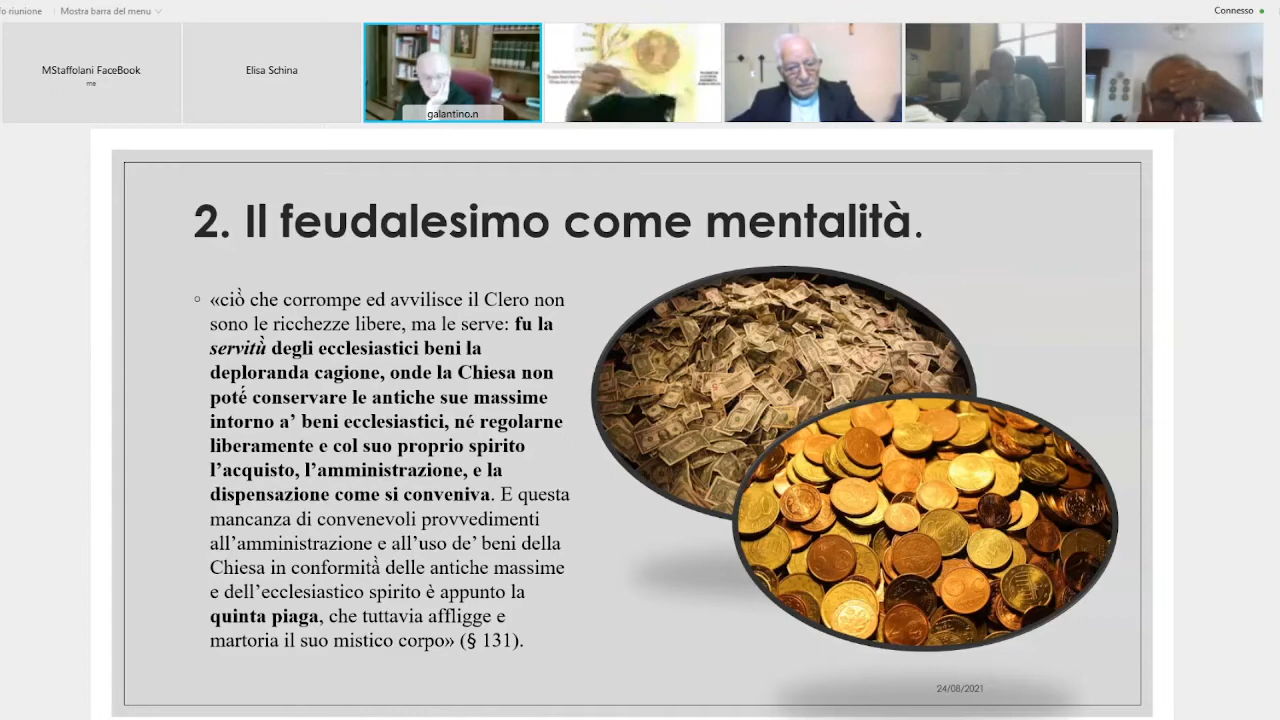 fo riunione
Mostra barra del menu
Connesso
MStaffolani FaceBook
me
Elisa Schina
galantino.n
2. Il feudalesimo come mentalità.
«ciò che corrompe ed avvilisce il Clero non
sono le ricchezze libere, ma le serve: fu la
servitù degli ecclesiastici beni la
deploranda cagione, onde la Chiesa non
poté conservare le antiche sue massime
intorno a’ beni ecclesiastici, né regolarne
liberamente e col suo proprio spirito
l’acquisto, l’amministrazione, e la
dispensazione come si conveniva. E questa
mancanza di convenevoli provvedimenti
all’amministrazione e all’uso de’ beni della
Chiesa in conformità delle antiche massime
e dell’ecclesiastico spirito è appunto la
quinta piaga, che tuttavia affligge e
martoria il suo mistico corpo» (§ 131).
24/08/2021